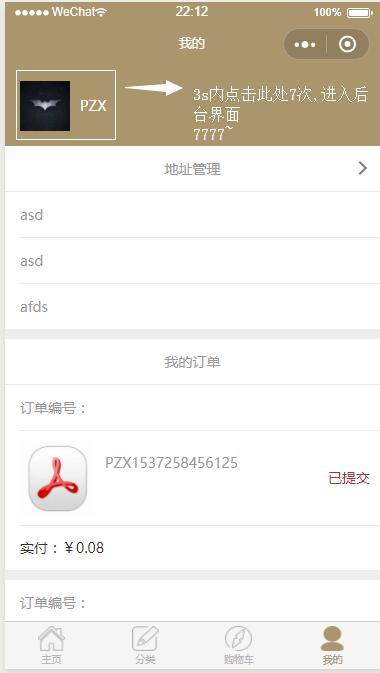 WeChat 22:12 100%
我的
PZX
3s内点击此处7次,进入后
台界面
7777~
地址管理
asd
asd
afds
我的订单
订单编号：
PZX1537258456125
已提交
实付：￥0.08
订单编号：
主页 分类 购物车 我的